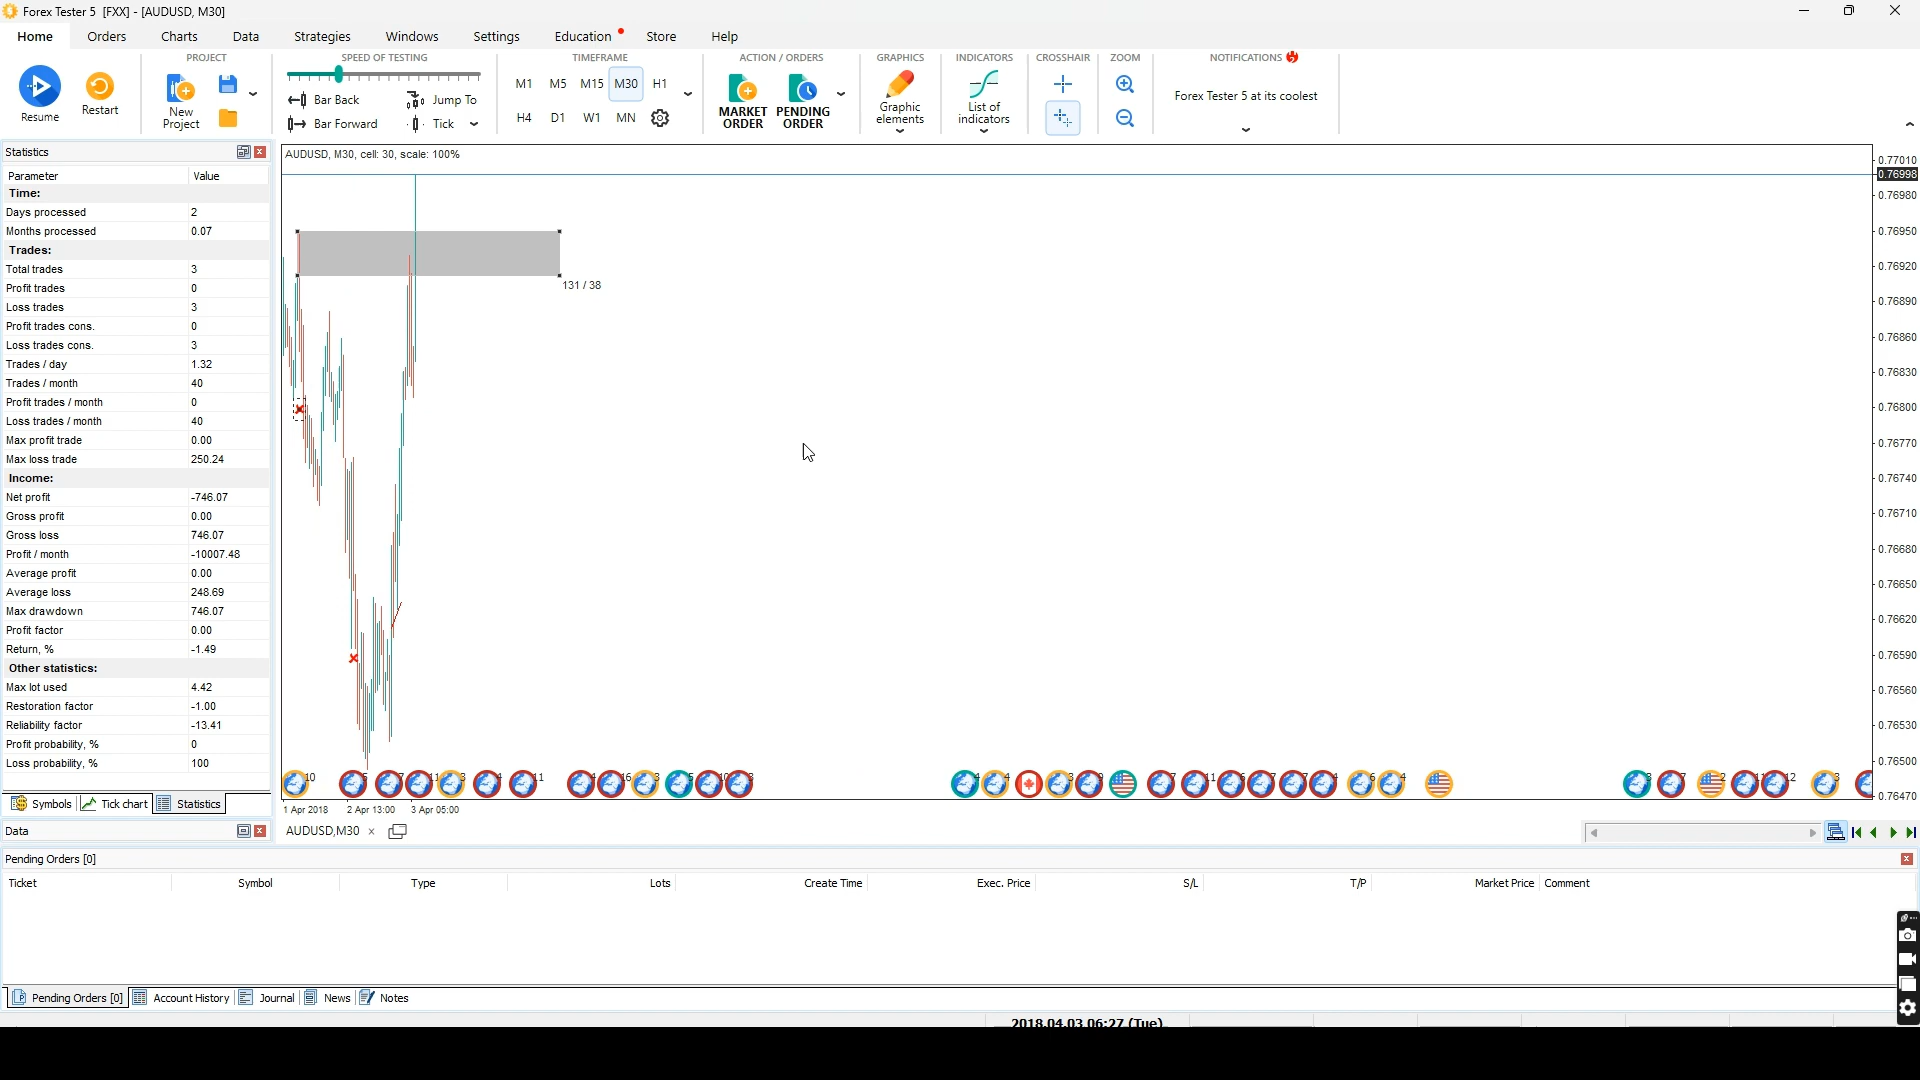 Forex Tester 5 [FXX] - [AUDUSD, M30]
Home Orders Charts Data Strategies Windows Settings Education Store Help
PROJECT SPEED OF TESTING TIMEFRAME ACTION / ORDERS GRAPHICS INDICATORS CROSSHAIR ZOOM NOTIFICATIONS
Resume Restart New Project
Bar Back Jump To
Bar Forward Tick
M1 M5 M15 M30 H1
H4 D1 W1 MN
MARKET ORDER PENDING ORDER
Graphic elements
List of indicators
Forex Tester 5 at its coolest
Statistics
Parameter Value
Time:
Days processed 2
Months processed 0.07
Trades:
Total trades 3
Profit trades 0
Loss trades 3
Profit trades cons. 0
Loss trades cons. 3
Trades / day 1.32
Trades / month 40
Profit trades / month 0
Loss trades / month 40
Max profit trade 0.00
Max loss trade 250.24
Income:
Net profit -746.07
Gross profit 0.00
Gross loss 746.07
Profit / month -10007.48
Average profit 0.00
Average loss 248.69
Max drawdown 746.07
Profit factor 0.00
Return, % -1.49
Other statistics:
Max lot used 4.42
Restoration factor -1.00
Reliability factor -13.41
Profit probability, % 0
Loss probability, % 100
Symbols Tick chart Statistics
Data
AUDUSD, M30, cell: 30, scale: 100%
131 / 38
0.77010
0.76998
0.76980
0.76950
0.76920
0.76890
0.76860
0.76830
0.76800
0.76770
0.76740
0.76710
0.76680
0.76650
0.76620
0.76590
0.76560
0.76530
0.76500
0.76470
1 Apr 2018 2 Apr 13:00 3 Apr 05:00
AUDUSD,M30
Pending Orders [0]
Ticket Symbol Type Lots Create Time Exec. Price S/L T/P Market Price Comment
Pending Orders [0] Account History Journal News Notes
2018.04.03 06:27 (Tue)